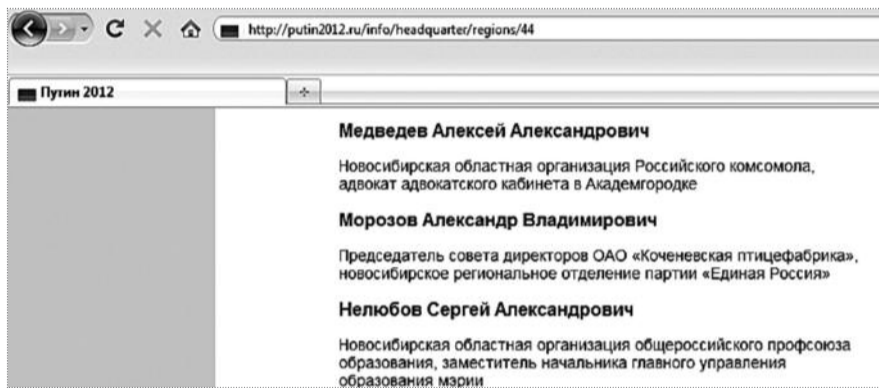 http://putin2012.ru/info/headquarter/regions/44
Путин 2012
Медведев Алексей Александрович
Новосибирская областная организация Российского комсомола,
адвокат адвокатского кабинета в Академгородке
Морозов Александр Владимирович
Председатель совета директоров ОАО «Коченевская птицефабрика»,
новосибирское региональное отделение партии «Единая Россия»
Нелюбов Сергей Александрович
Новосибирская областная организация общероссийского профсоюза
образования, заместитель начальника главного управления
образования мэрии